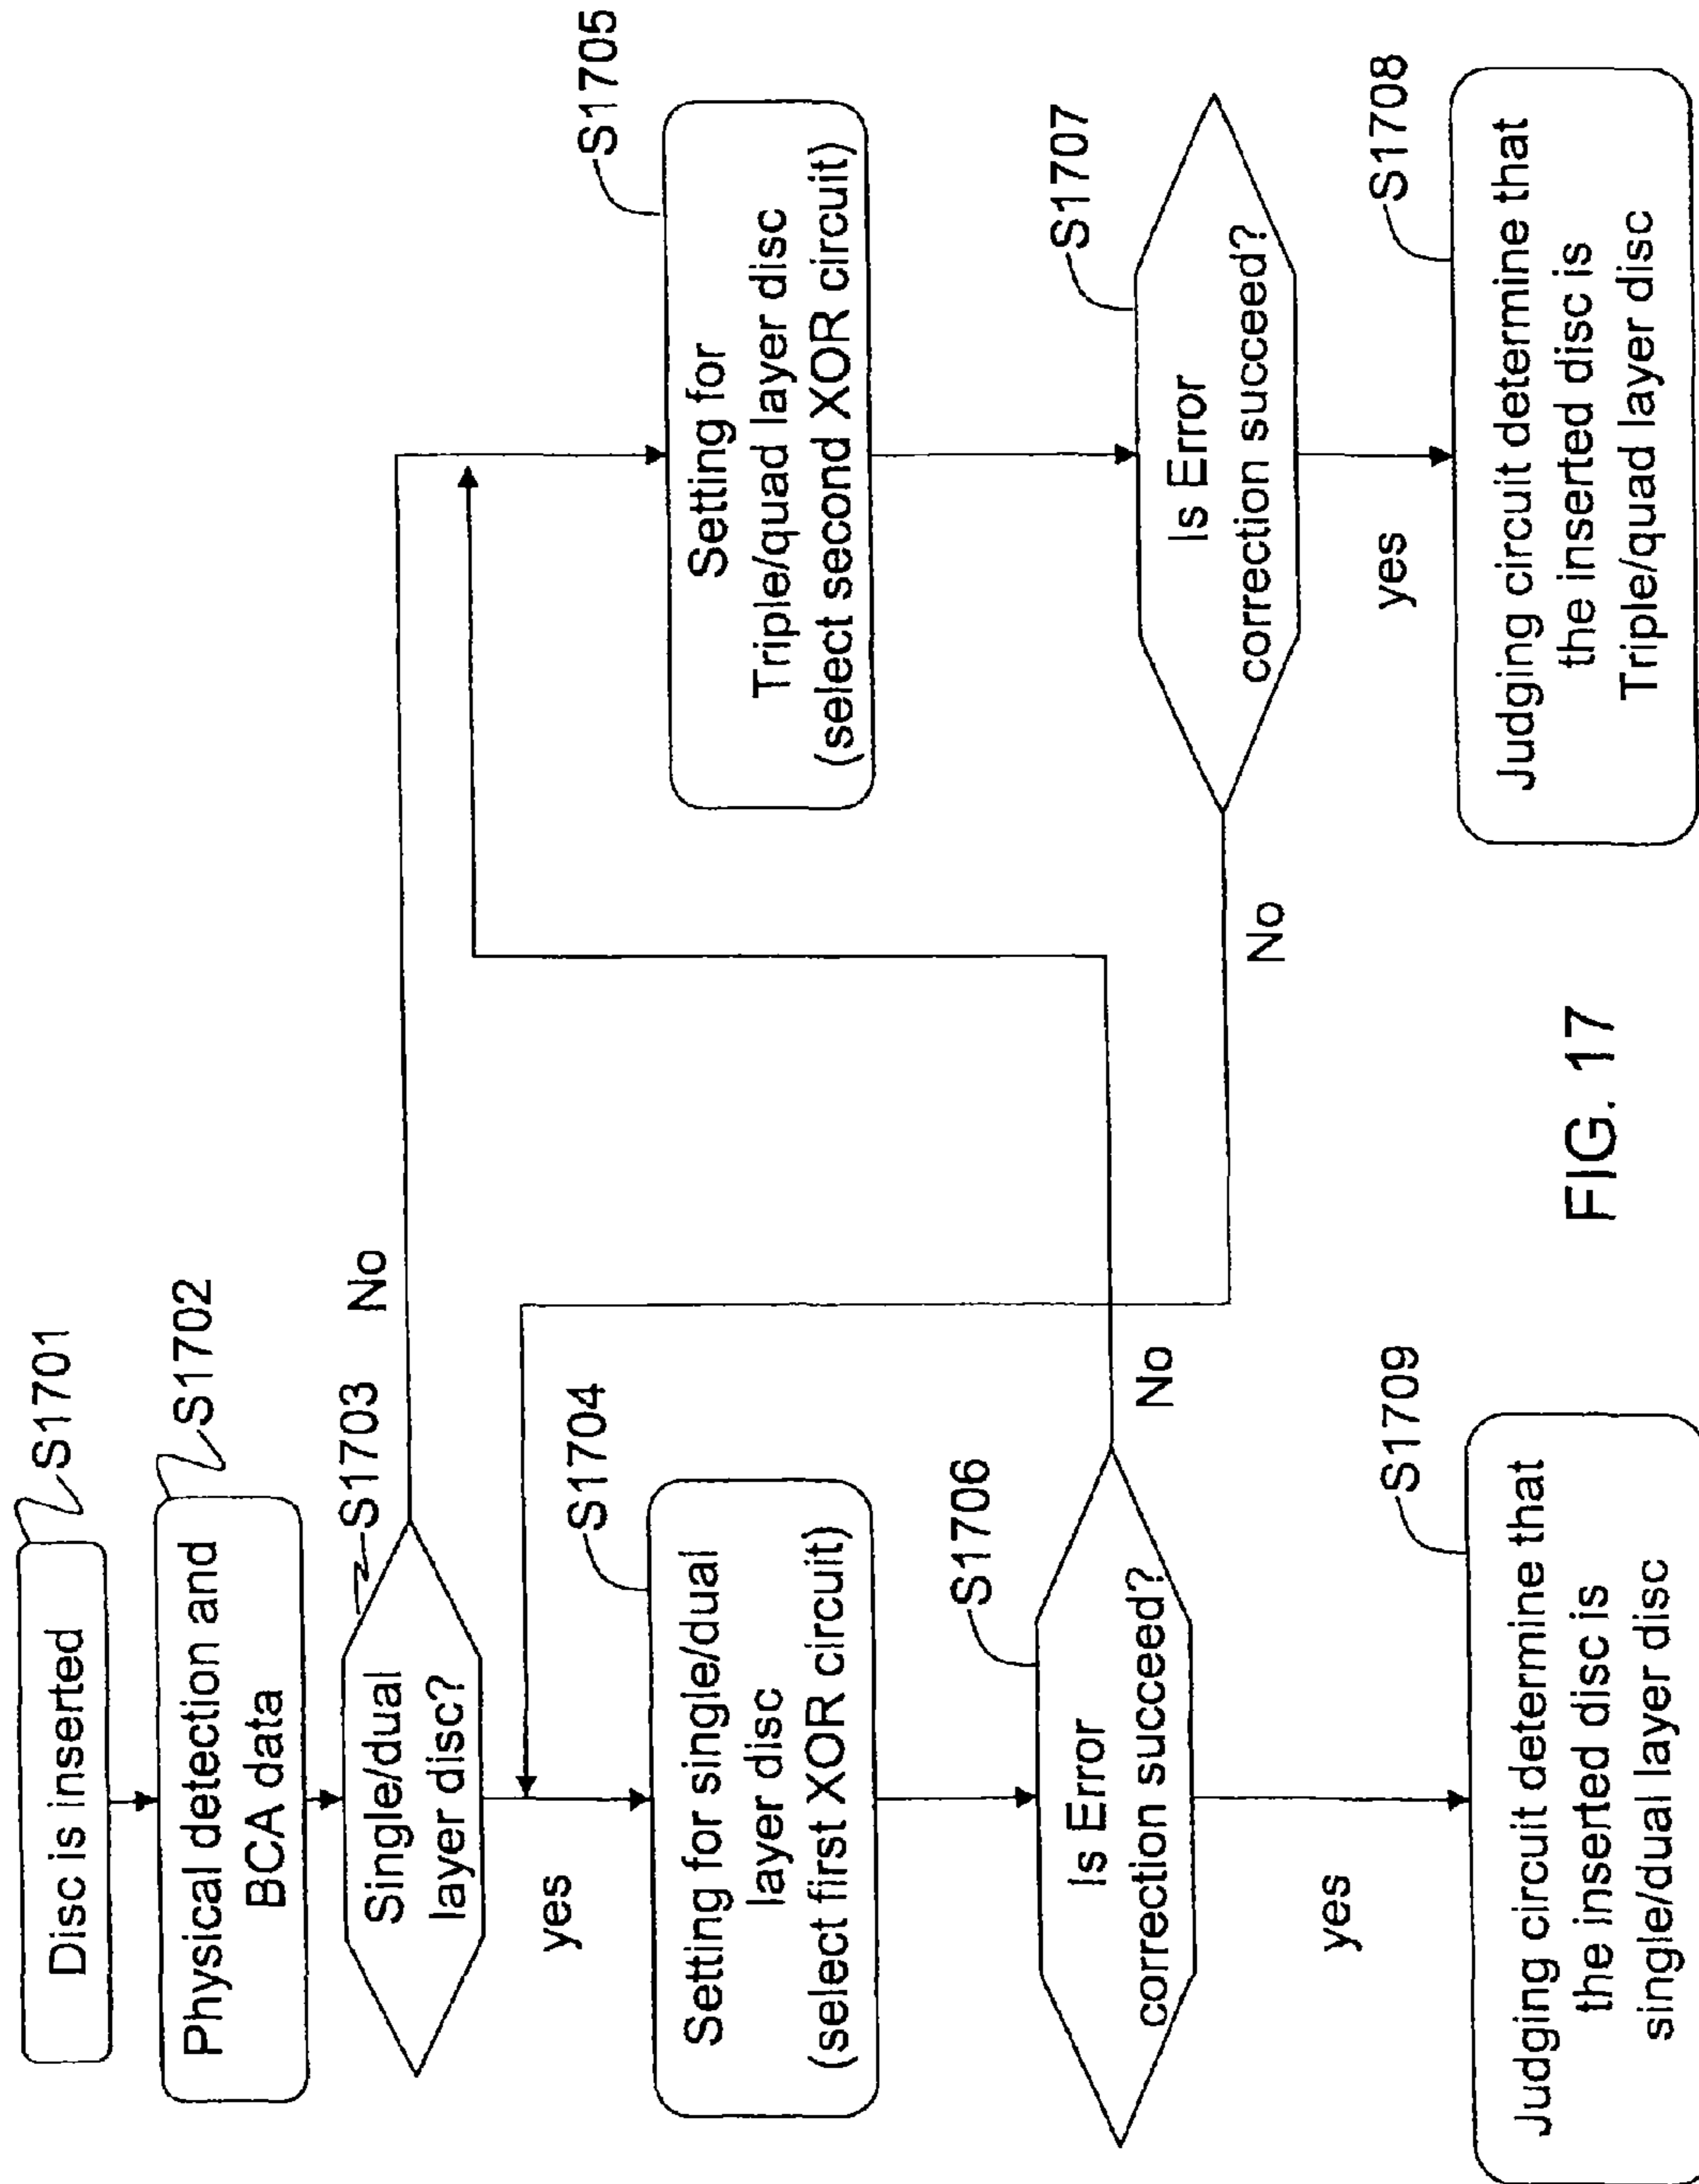 Disc is inserted
S1701
Physical detection and
BCA data
S1702
Single/dual
layer disc?
S1703
No
yes
Setting for single/dual
layer disc
(select first XOR circuit)
S1704
Setting for
Triple/quad layer disc
(select second XOR circuit)
S1705
Is Error
correction succeed?
S1706
No
yes
Is Error
correction succeed?
S1707
No
yes
Judging circuit determine that
the inserted disc is
single/dual layer disc
S1709
Judging circuit determine that
the inserted disc is
Triple/quad layer disc
S1708
FIG. 17